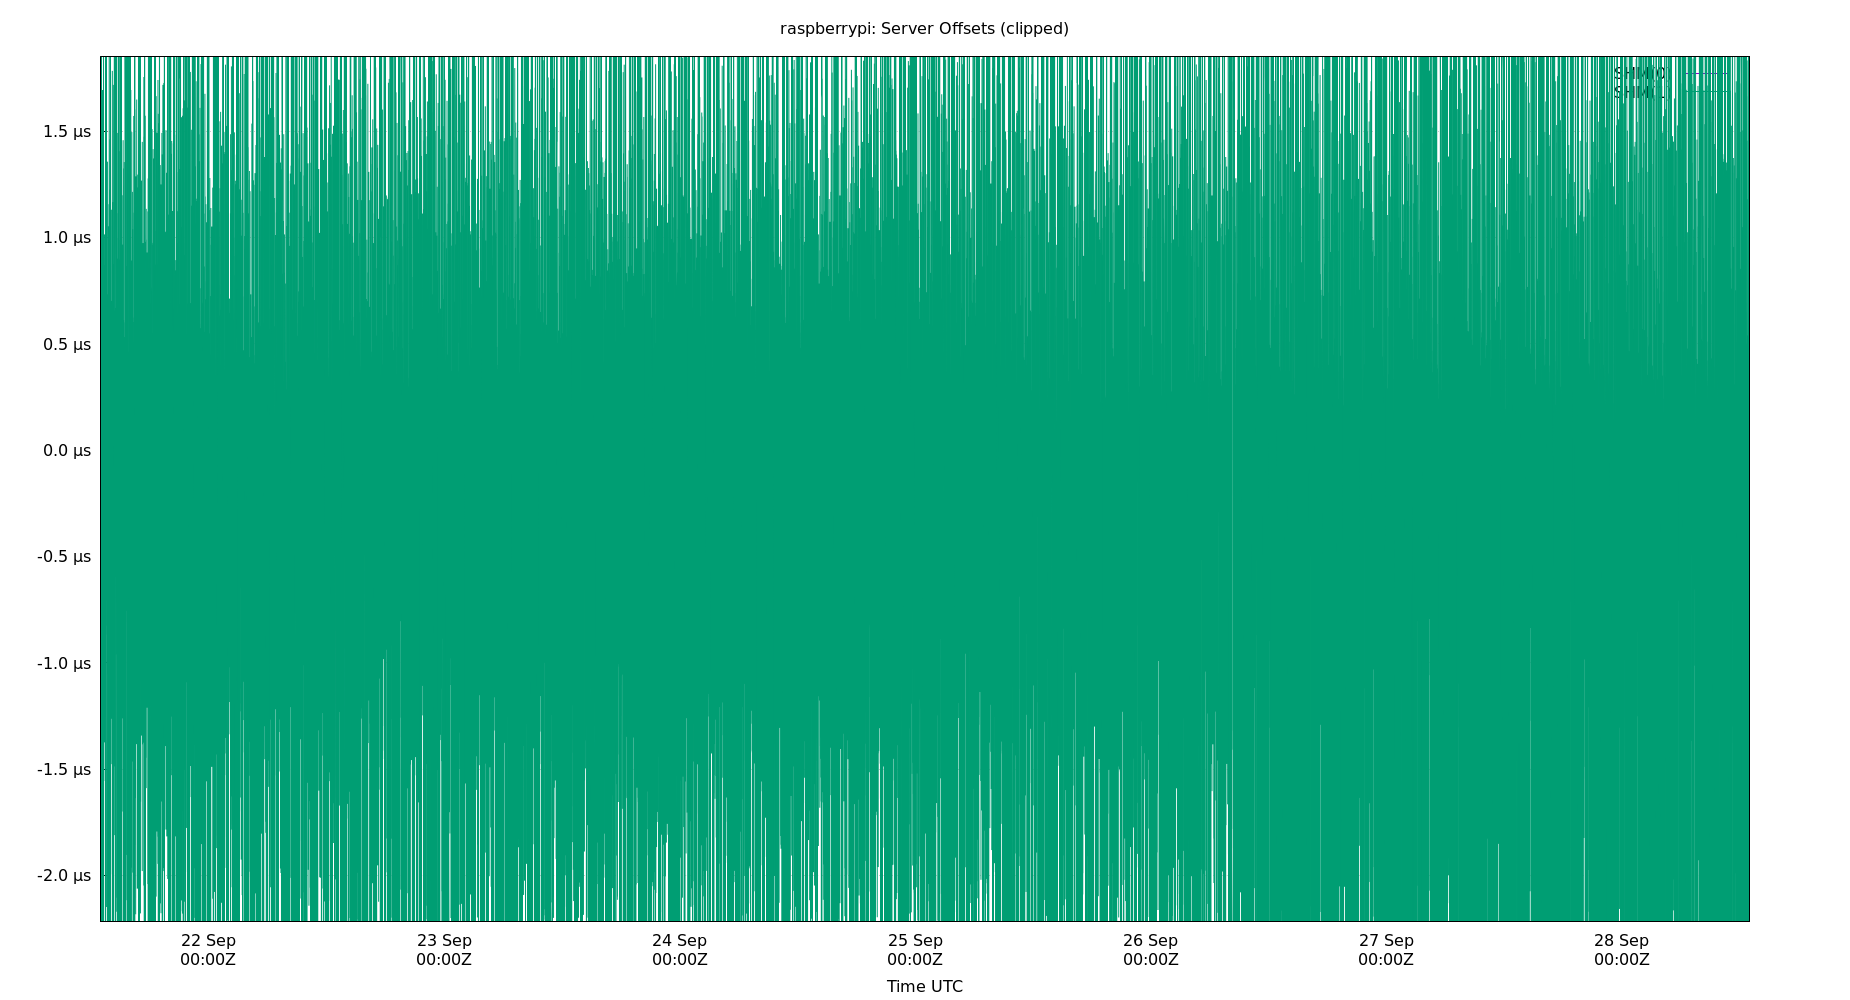 raspberrypi: Server Offsets (clipped)
SHM(0)
1.5 µs
1.0 µs
0.5 µs
0.0 µs
-0.5 µs
-1.0 µs
-1.5 µs
-2.0 µs
22 Sep 23 Sep 24 Sep 25 Sep 26 Sep 27 Sep 28 Sep
00:00Z 00:00Z 00:00Z 00:00Z 00:00Z 00:00Z 00:00Z
Time UTC